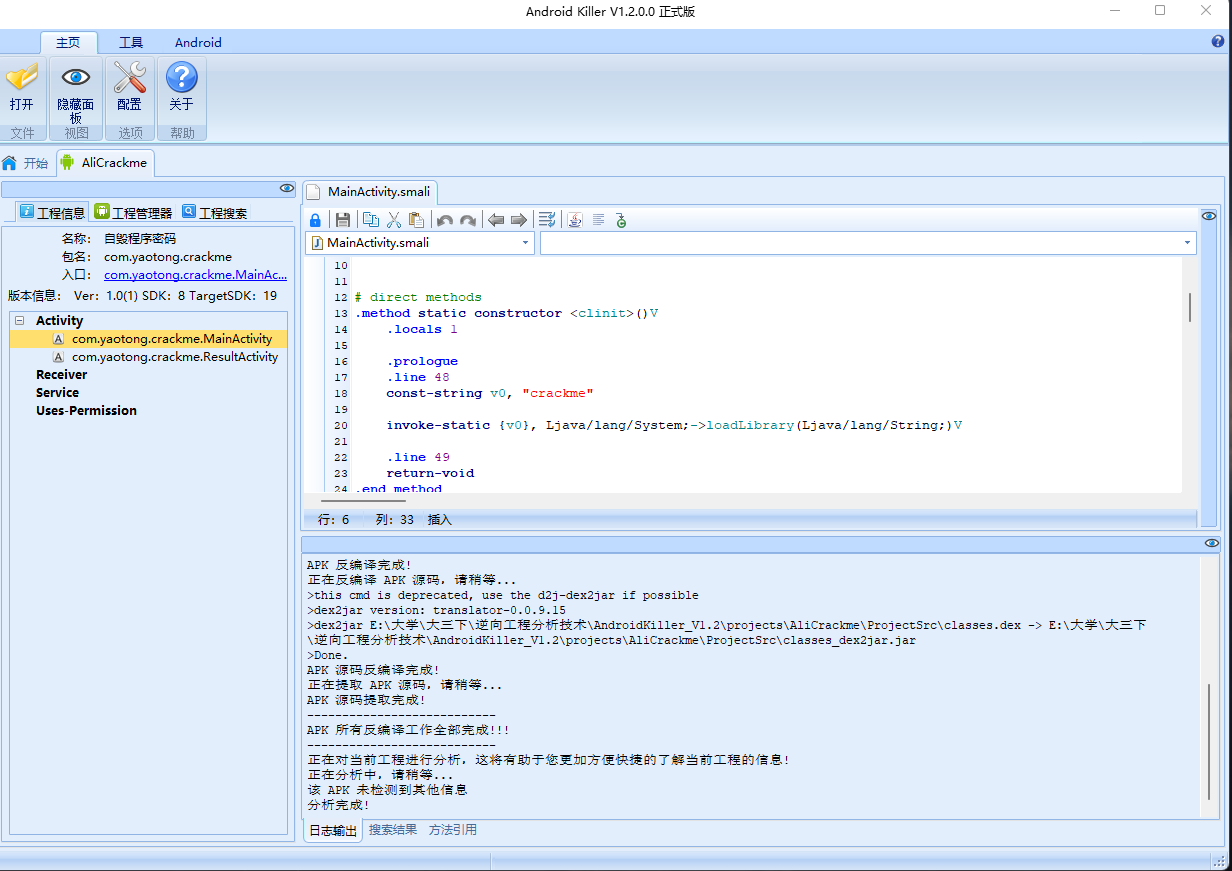 Android Killer V1.2.0.0 正式版
主页 工具 Android
打开 隐藏面板 配置 关于
文件 视图 选项 帮助
开始 AliCrackme
工程信息 工程管理器 工程搜索
名称: 自毁程序密码
包名: com.yaotong.crackme
入口: com.yaotong.crackme.MainAc...
版本信息: Ver: 1.0(1) SDK: 8 TargetSDK: 19
Activity
com.yaotong.crackme.MainActivity
com.yaotong.crackme.ResultActivity
Receiver
Service
Uses-Permission
MainActivity.smali
MainActivity.smali
10
11
12 # direct methods
13 .method static constructor <clinit>()V
14 .locals 1
15
16 .prologue
17 .line 48
18 const-string v0, "crackme"
19
20 invoke-static {v0}, Ljava/lang/System;->loadLibrary(Ljava/lang/String;)V
21
22 .line 49
23 return-void
24 .end method
行: 6 列: 33 插入
APK 反编译完成!
正在反编译 APK 源码，请稍等...
>this cmd is deprecated, use the d2j-dex2jar if possible
>dex2jar version: translator-0.0.9.15
>dex2jar E:\大学\大三下\逆向工程分析技术\AndroidKiller_V1.2\projects\AliCrackme\ProjectSrc\classes.dex -> E:\大学\大三下
\逆向工程分析技术\AndroidKiller_V1.2\projects\AliCrackme\ProjectSrc\classes_dex2jar.jar
>Done.
APK 源码反编译完成!
正在提取 APK 源码，请稍等...
APK 源码提取完成!
---------------------------
APK 所有反编译工作全部完成!!!
---------------------------
正在对当前工程进行分析，这将有助于您更加方便快捷的了解当前工程的信息!
正在分析中，请稍等...
该 APK 未检测到其他信息
分析完成!
日志输出 搜索结果 方法引用